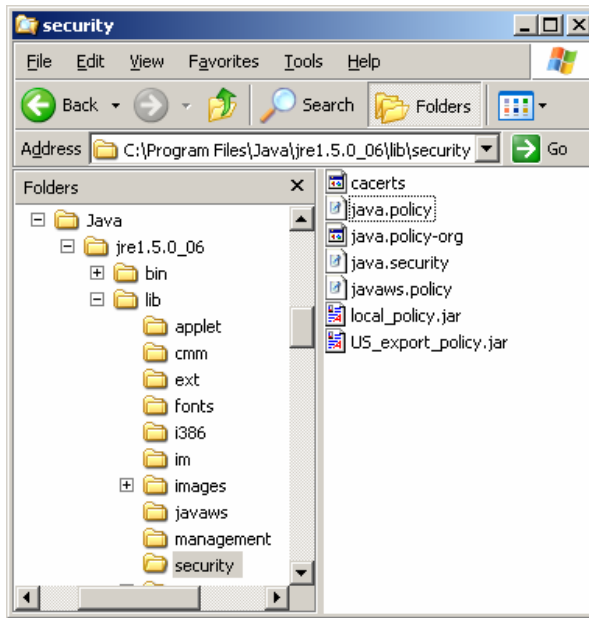 security
File Edit View Favorites Tools Help
Back Search Folders
Address C:\Program Files\Java\jre1.5.0_06\lib\security Go
Folders
Java
jre1.5.0_06
bin
lib
applet
cmm
ext
fonts
i386
im
images
javaws
management
security
cacerts
java.policy
java.policy-org
java.security
javaws.policy
local_policy.jar
US_export_policy.jar